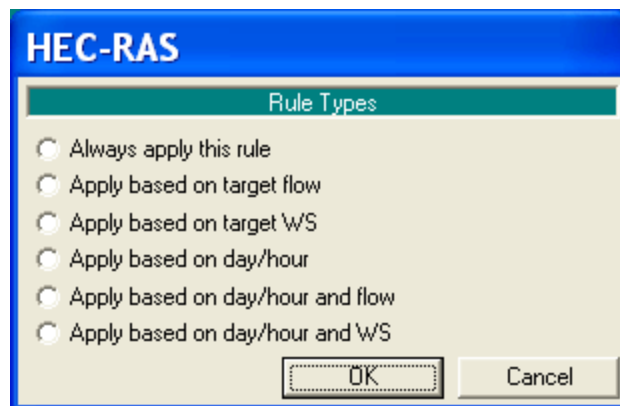 HEC-RAS
Rule Types
Always apply this rule
Apply based on target flow
Apply based on target WS
Apply based on day/hour
Apply based on day/hour and flow
Apply based on day/hour and WS
OK Cancel